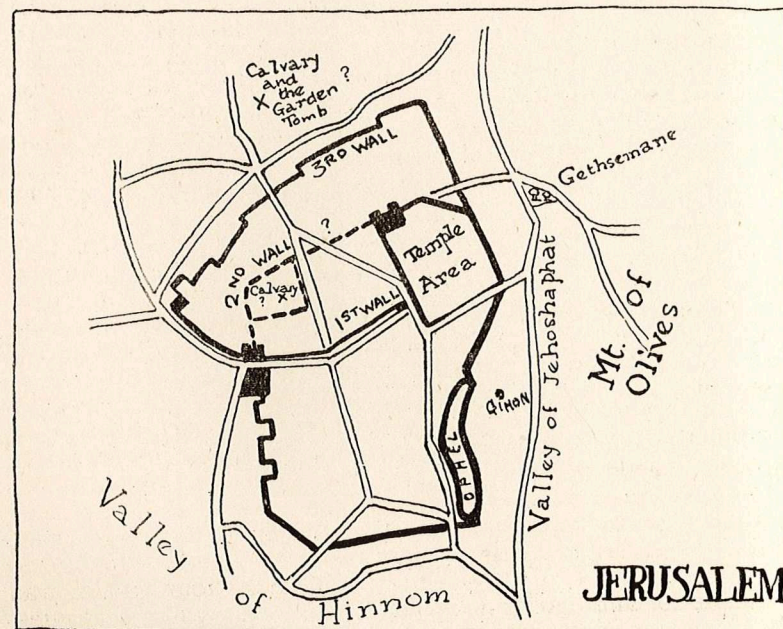 Calvary
and
X the ?
Garden
Tomb
3RD WALL
Gethsemane
2ND WALL ?
Temple
Area
Calvary
? X
1ST WALL
Mt. of
Olives
GIHON
OPHEL
Valley of Jehoshaphat
Valley
of Hinnom
JERUSALEM